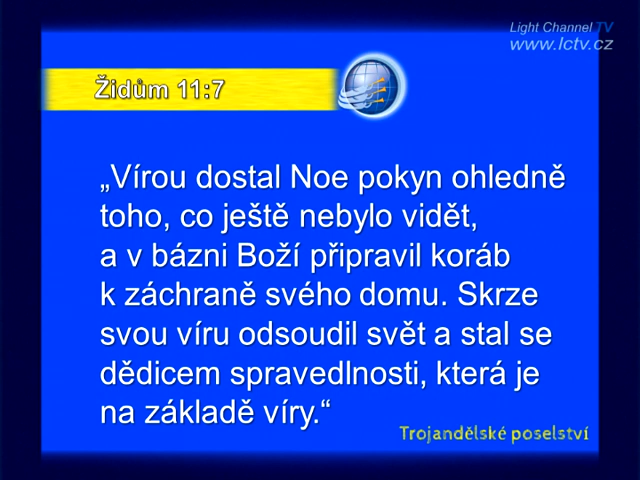 Light Channel TV
www.lctv.cz
Židům 11:7
„Vírou dostal Noe pokyn ohledně
toho, co ještě nebylo vidět,
a v bázni Boží připravil koráb
k záchraně svého domu. Skrze
svou víru odsoudil svět a stal se
dědicem spravedlnosti, která je
na základě víry.“
Trojandělské poselství